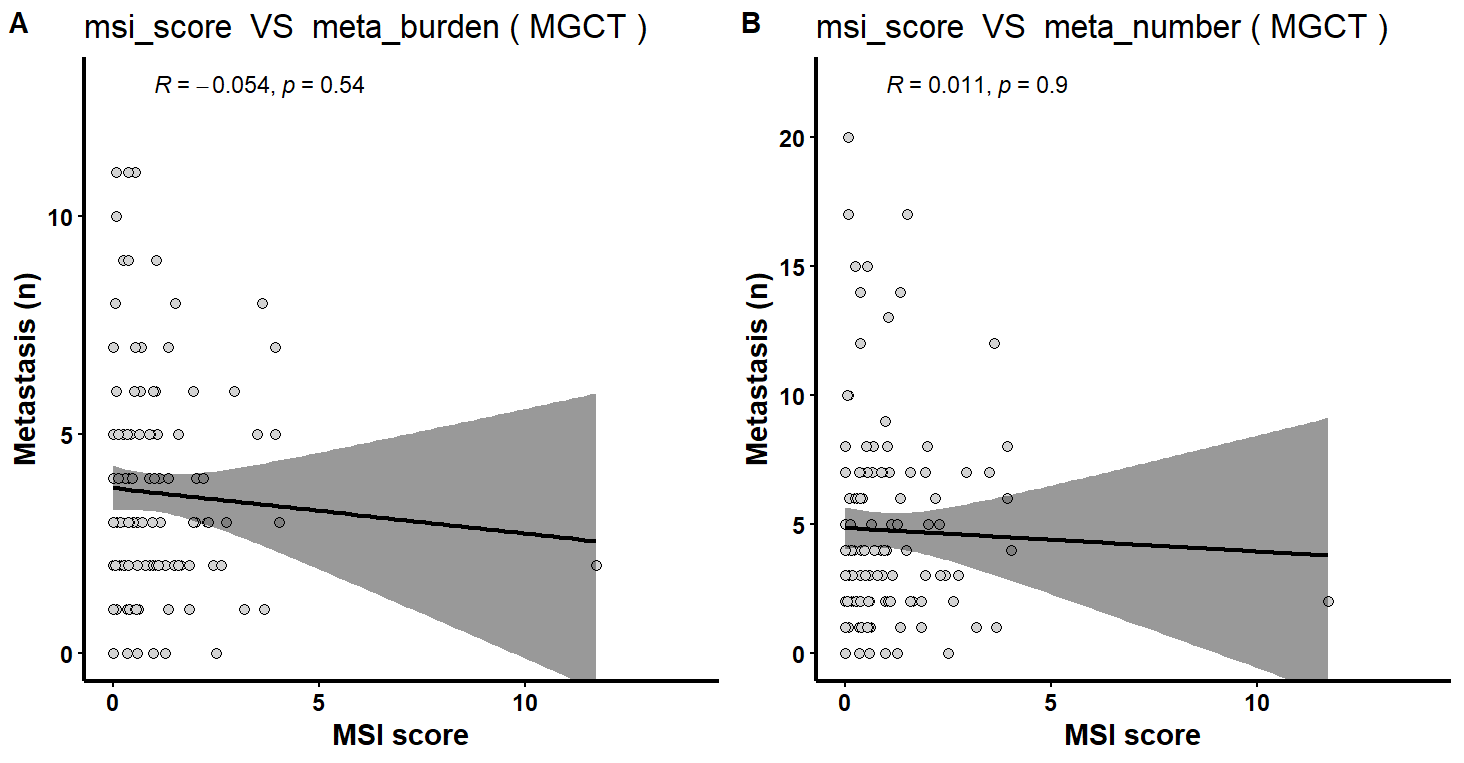 A
msi_score VS meta_burden ( MGCT )
R = −0.054, p = 0.54
10
5
0
Metastasis (n)
0 5 10
MSI score
B
msi_score VS meta_number ( MGCT )
R = 0.011, p = 0.9
20
15
10
5
0
Metastasis (n)
0 5 10
MSI score